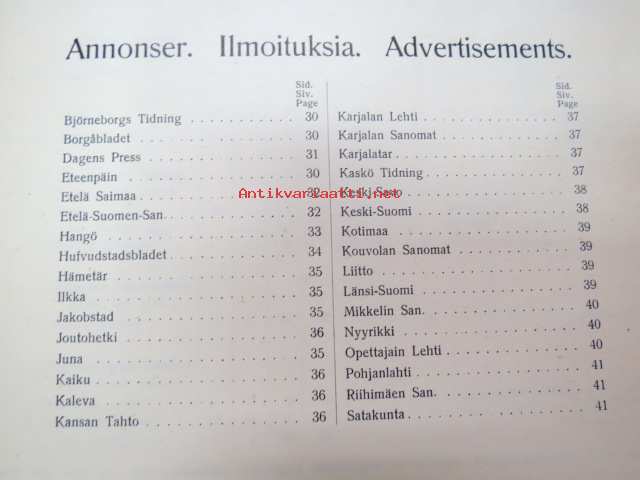 Annonser. Ilmoituksia. Advertisements.
Sid.
Siv.
Page
Björneborgs Tidning . . . . . . . . . . . 30
Borgåbladet . . . . . . . . . . . . . . 30
Dagens Press . . . . . . . . . . . . . 31
Eteenpäin . . . . . . . . . . . . . . . 30
Etelä Saimaa . . . . . . . . . . . . . 32
Etelä-Suomen-San. . . . . . . . . . . . 32
Hangö . . . . . . . . . . . . . . . . 33
Hufvudstadsbladet . . . . . . . . . . . 34
Hämetär . . . . . . . . . . . . . . . 35
Ilkka . . . . . . . . . . . . . . . . . 35
Jakobstad . . . . . . . . . . . . . . . 35
Joutohetki . . . . . . . . . . . . . . 36
Juna . . . . . . . . . . . . . . . . . 35
Kaiku . . . . . . . . . . . . . . . . . 36
Kaleva . . . . . . . . . . . . . . . . 36
Kansan Tahto . . . . . . . . . . . . . 36
Sid.
Siv.
Page
Karjalan Lehti . . . . . . . . . . . . 37
Karjalan Sanomat . . . . . . . . . . . 37
Karjalatar . . . . . . . . . . . . . . 37
Kaskö Tidning . . . . . . . . . . . . . 37
Keski-Savo . . . . . . . . . . . . . . 38
Keski-Suomi . . . . . . . . . . . . . . 38
Kotimaa . . . . . . . . . . . . . . . 39
Kouvolan Sanomat . . . . . . . . . . . 39
Liitto . . . . . . . . . . . . . . . . 39
Länsi-Suomi . . . . . . . . . . . . . . 39
Mikkelin San. . . . . . . . . . . . . . 40
Nyyrikki . . . . . . . . . . . . . . . 40
Opettajain Lehti . . . . . . . . . . . . 40
Pohjanlahti . . . . . . . . . . . . . . 41
Riihimäen San. . . . . . . . . . . . . 41
Satakunta . . . . . . . . . . . . . . . 41
Antikvariaatti.net